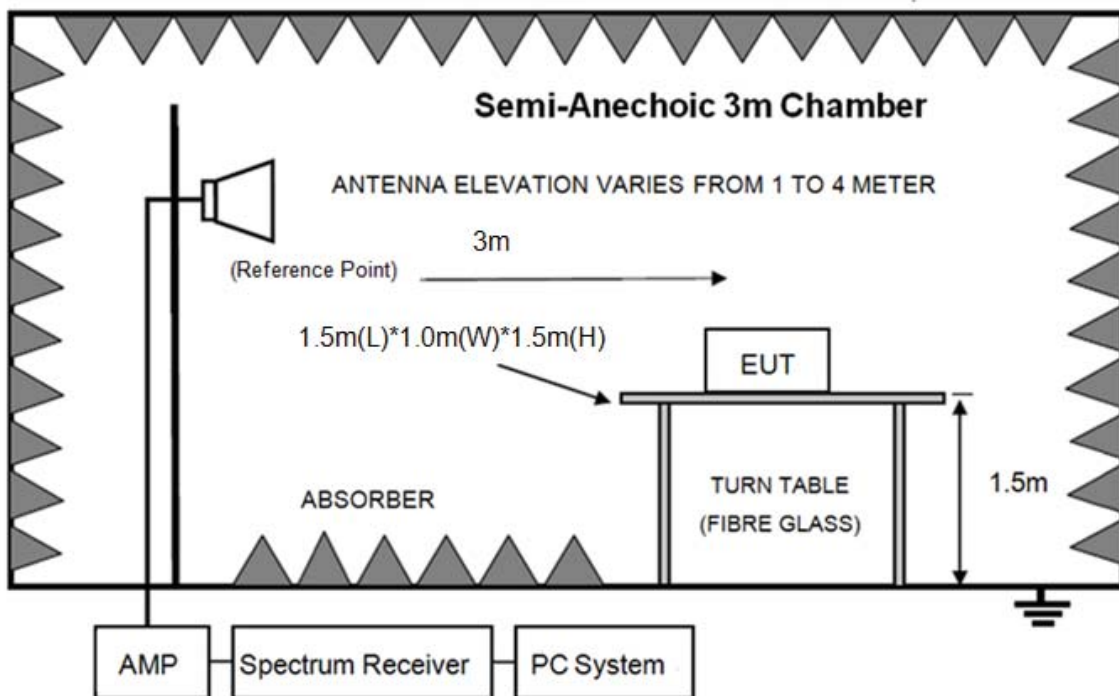 Semi-Anechoic 3m Chamber
ANTENNA ELEVATION VARIES FROM 1 TO 4 METER
3m
(Reference Point)
1.5m(L)*1.0m(W)*1.5m(H)
EUT
ABSORBER
TURN TABLE
(FIBRE GLASS)
1.5m
AMP
Spectrum Receiver
PC System